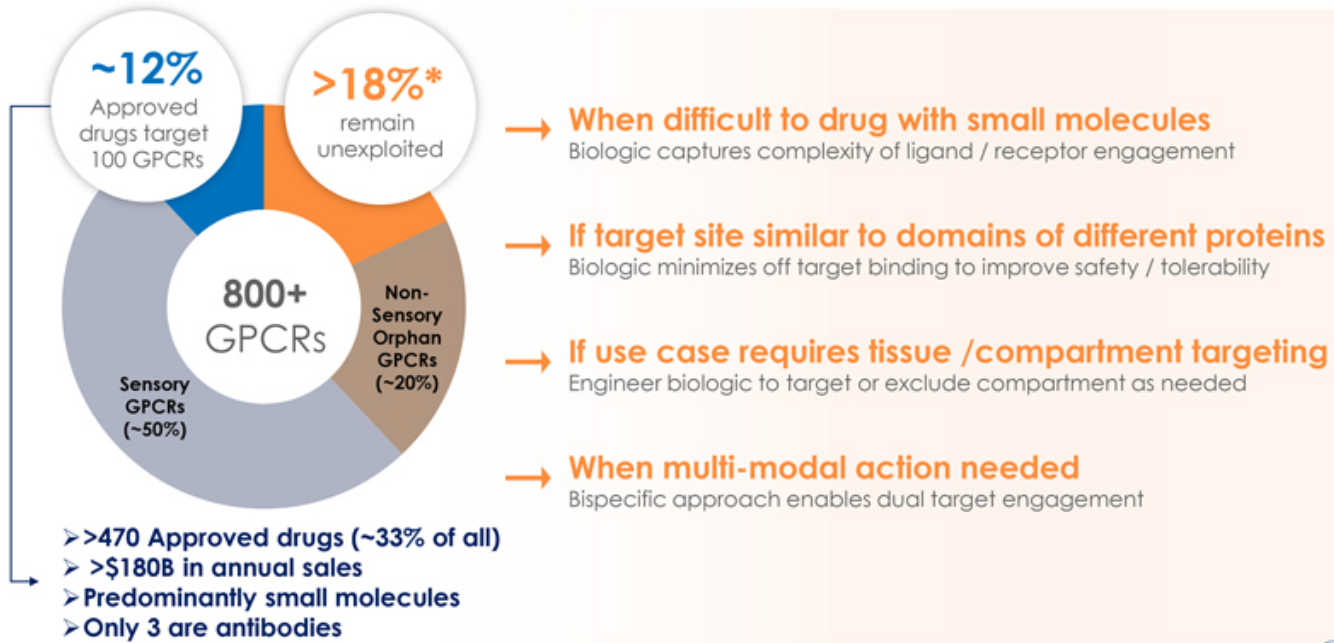 ~12%
Approved
drugs target
100 GPCRs
>18%*
remain
unexploited
800+
GPCRs
Non-
Sensory
Orphan
GPCRs
(~20%)
Sensory
GPCRs
(~50%)
➢>470 Approved drugs (~33% of all)
➢ >$180B in annual sales
➢Predominantly small molecules
➢Only 3 are antibodies
→ When difficult to drug with small molecules
Biologic captures complexity of ligand / receptor engagement
→ If target site similar to domains of different proteins
Biologic minimizes off target binding to improve safety / tolerability
→ If use case requires tissue /compartment targeting
Engineer biologic to target or exclude compartment as needed
→ When multi-modal action needed
Bispecific approach enables dual target engagement